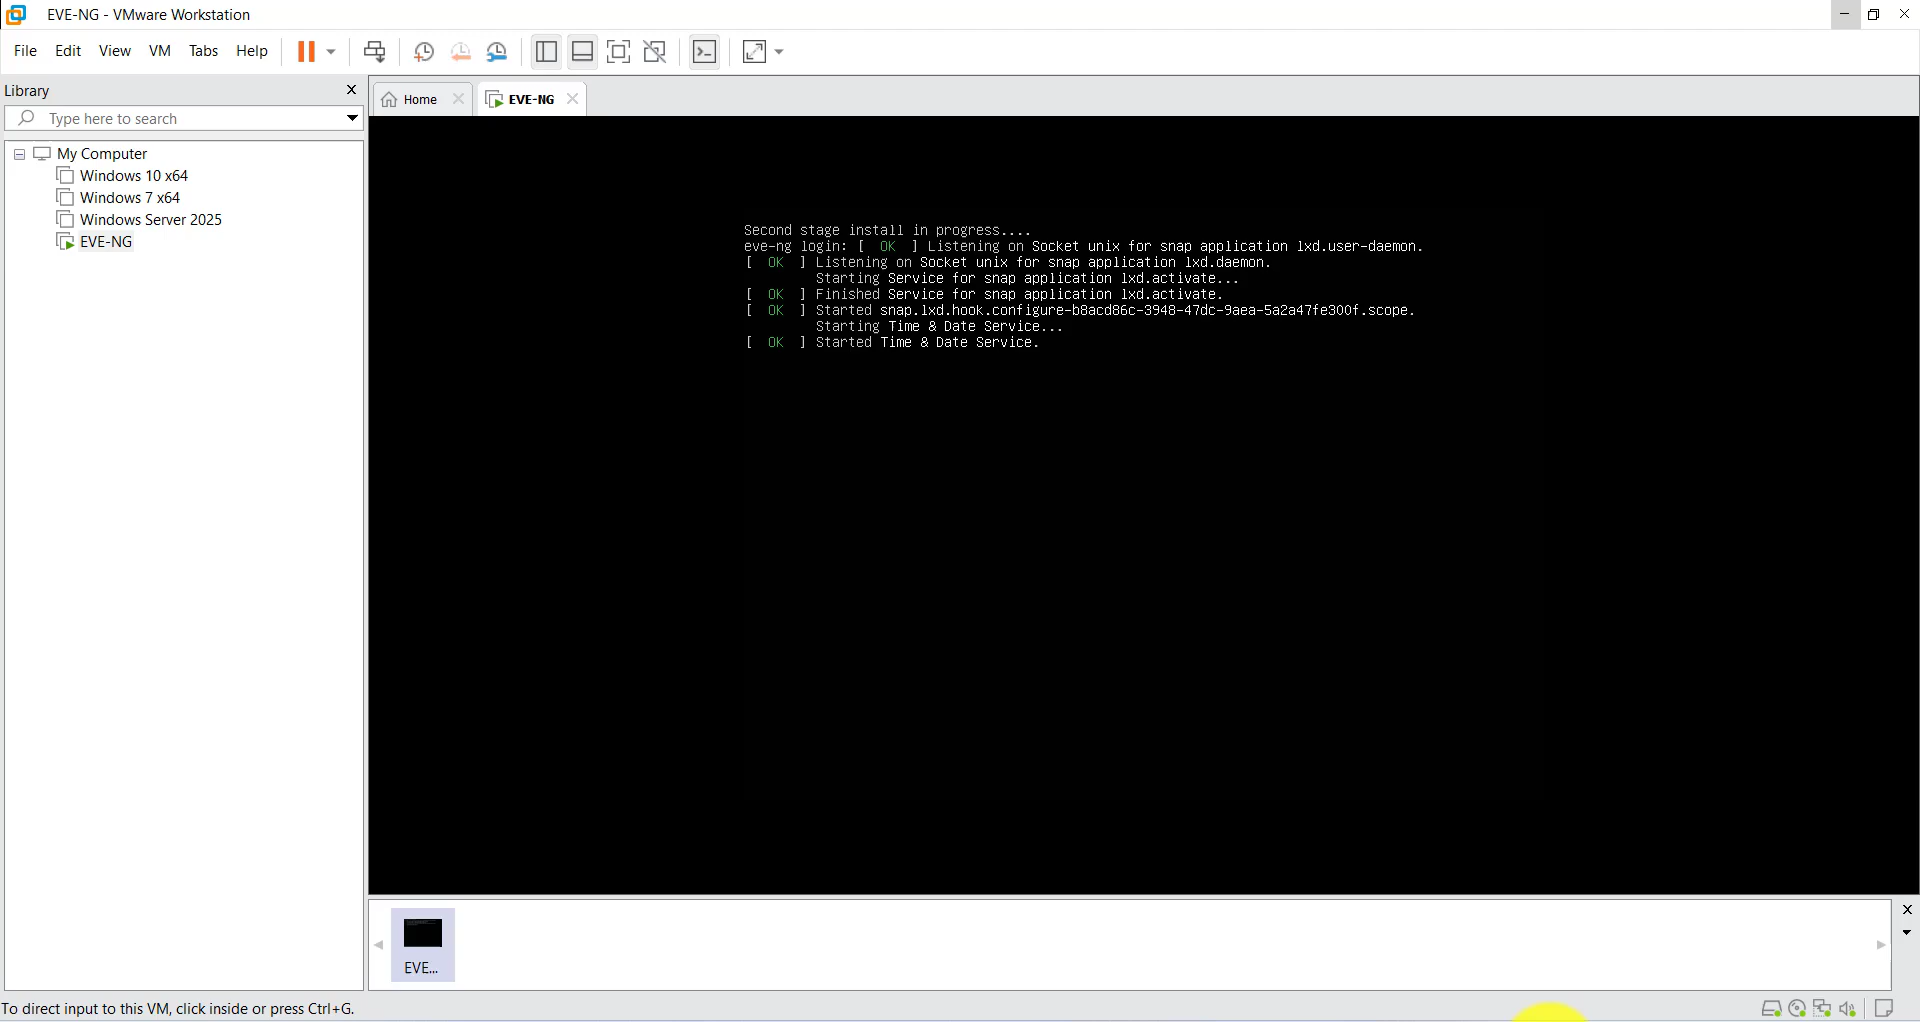 EVE-NG - VMware Workstation
File Edit View VM Tabs Help
Library
Home
EVE-NG
Type here to search
My Computer
Windows 10 x64
Windows 7 x64
Windows Server 2025
EVE-NG
Second stage install in progress....
eve-ng login: [  OK  ] Listening on Socket unix for snap application lxd.user-daemon.
[  OK  ] Listening on Socket unix for snap application lxd.daemon.
Starting Service for snap application lxd.activate...
[  OK  ] Finished Service for snap application lxd.activate.
[  OK  ] Started snap.lxd.hook.configure-b8acd86c-3948-47dc-9aea-5a2a47fe300f.scope.
Starting Time & Date Service...
[  OK  ] Started Time & Date Service.
EVE...
To direct input to this VM, click inside or press Ctrl+G.